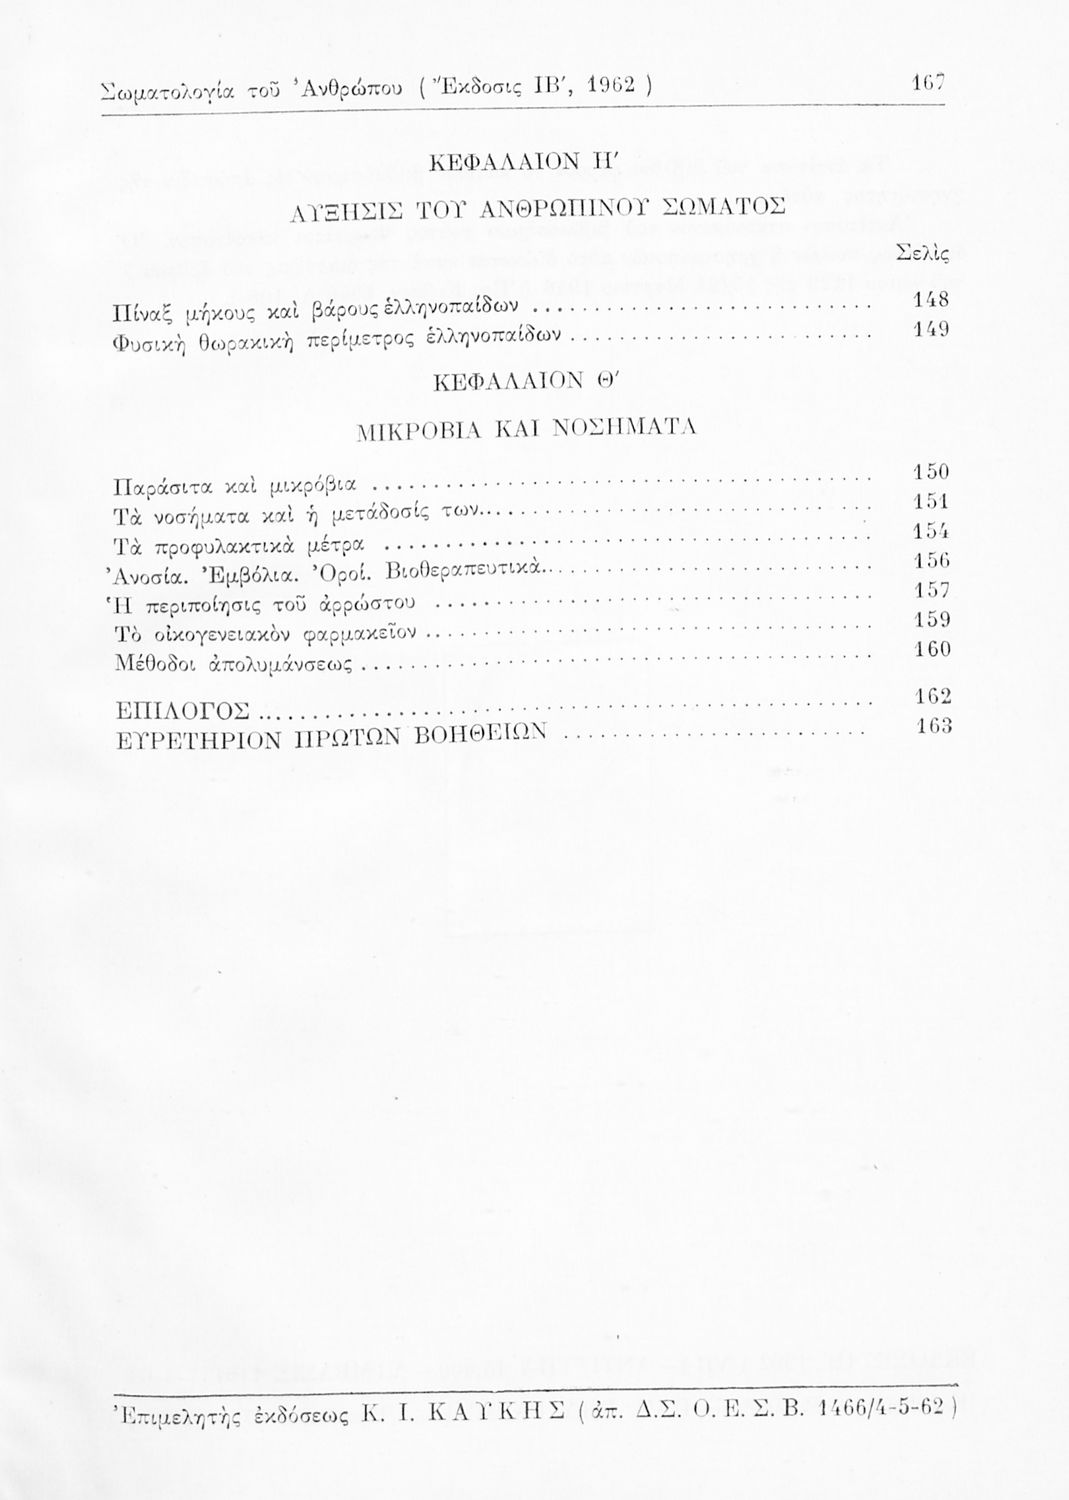 Σωματολογία τοῦ Ἀνθρώπου ( Ἔκδοσις ΙΒ′, 1962 ) 167
ΚΕΦΑΛΑΙΟΝ Η′
ΑΥΞΗΣΙΣ ΤΟΥ ΑΝΘΡΩΠΙΝΟΥ ΣΩΜΑΤΟΣ
Σελὶς
Πίναξ μήκους καὶ βάρους ἑλληνοπαίδων .......... 148
Φυσικὴ θωρακικὴ περίμετρος ἑλληνοπαίδων .......... 149
ΚΕΦΑΛΑΙΟΝ Θ′
ΜΙΚΡΟΒΙΑ ΚΑΙ ΝΟΣΗΜΑΤΑ
Παράσιτα καὶ μικρόβια .......... 150
Τὰ νοσήματα καὶ ἡ μετάδοσίς των .......... 151
Τὰ προφυλακτικὰ μέτρα .......... 154
Ἀνοσία. Ἐμβόλια. Ὀροί. Βιοθεραπευτικὰ .......... 156
Ἡ περιποίησις τοῦ ἀρρώστου .......... 157
Τὸ οἰκογενειακὸν φαρμακεῖον .......... 159
Μέθοδοι ἀπολυμάνσεως .......... 160
ΕΠΙΛΟΓΟΣ .......... 162
ΕΥΡΕΤΗΡΙΟΝ ΠΡΩΤΩΝ ΒΟΗΘΕΙΩΝ .......... 163
Ἐπιμελητὴς ἐκδόσεως Κ. Ι. ΚΑΥΚΗΣ ( ἀπ. Δ.Σ. Ο.Ε.Σ.Β. 1466/4-5-62 )